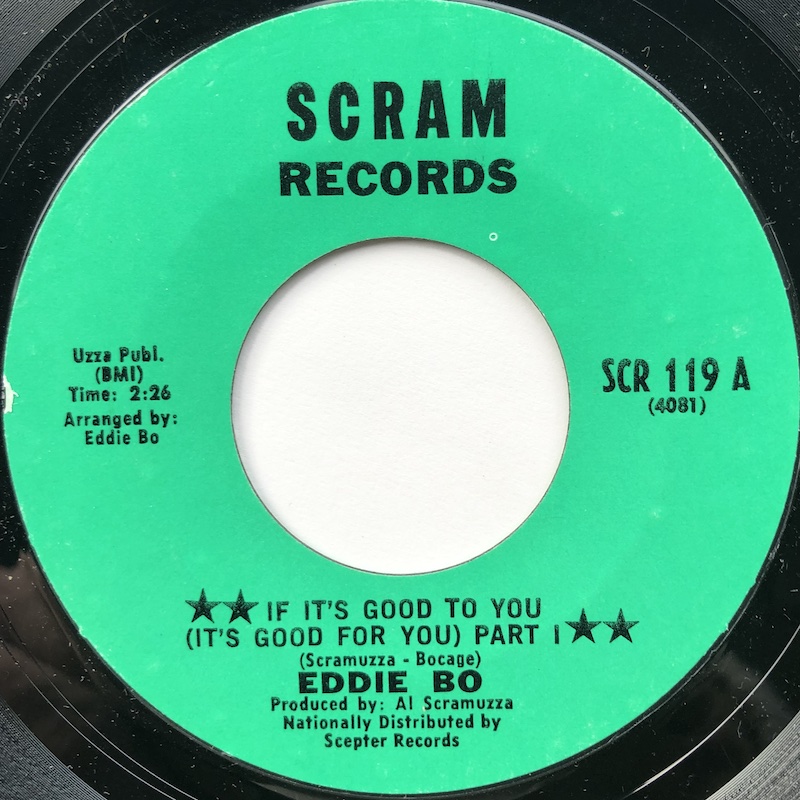 SCRAM
RECORDS
Uzza Publ.
(BMI)
Time: 2:26
Arranged by:
Eddie Bo
SCR 119 A
(4081)
★★ IF IT'S GOOD TO YOU
(IT'S GOOD FOR YOU) PART I ★★
(Scramuzza - Bocage)
EDDIE BO
Produced by: Al Scramuzza
Nationally Distributed by
Scepter Records